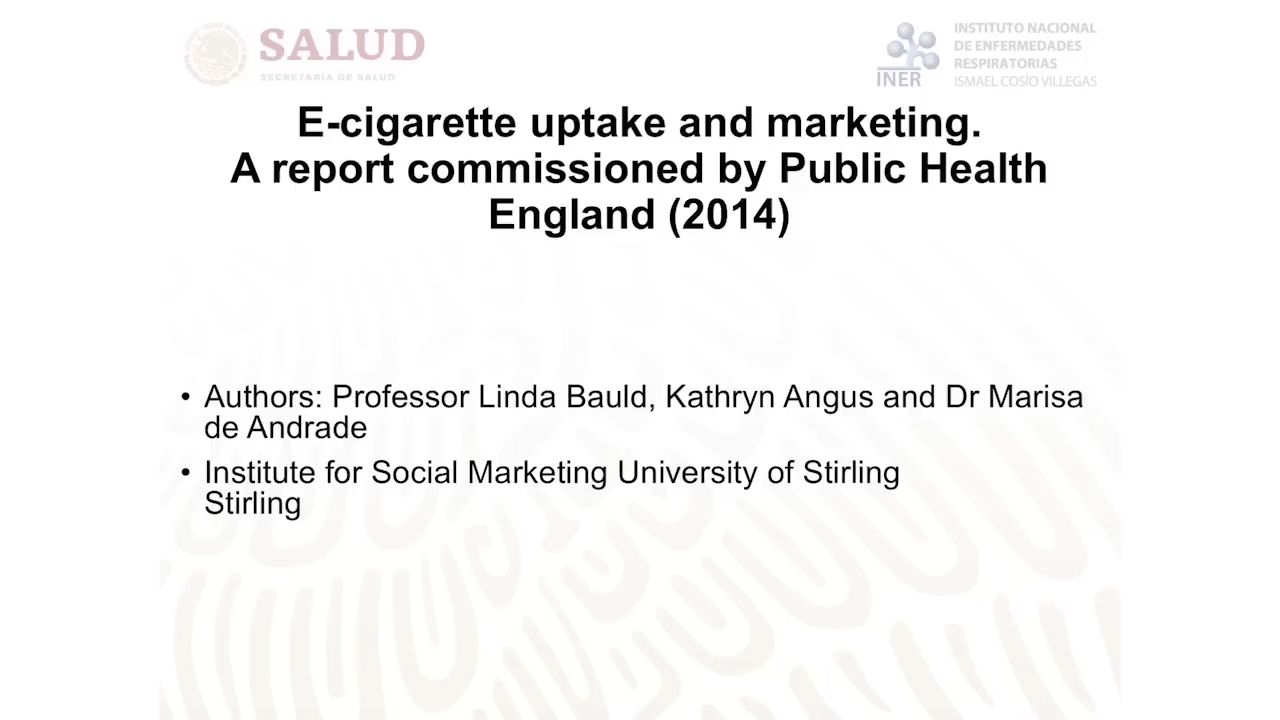 SALUD
SECRETARÍA DE SALUD
INER
INSTITUTO NACIONAL
DE ENFERMEDADES
RESPIRATORIAS
ISMAEL COSÍO VILLEGAS
E-cigarette uptake and marketing.
A report commissioned by Public Health
England (2014)
• Authors: Professor Linda Bauld, Kathryn Angus and Dr Marisa
de Andrade
• Institute for Social Marketing University of Stirling
Stirling